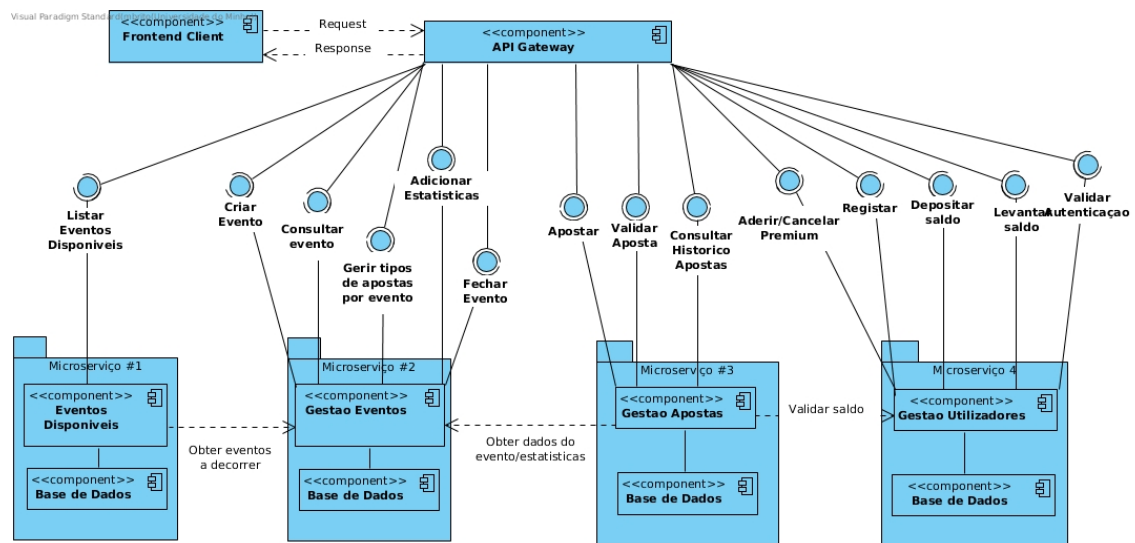 Visual Paradigm Standard
<<component>>
Frontend Client
Request
Response
<<component>>
API Gateway
Listar
Eventos
Disponiveis
Criar
Evento
Consultar
evento
Gerir tipos
de apostas
por evento
Adicionar
Estatisticas
Fechar
Evento
Apostar
Validar
Aposta
Consultar
Historico
Apostas
Aderir/Cancelar
Premium
Registar
Depositar
saldo
Levantar
saldo
Validar
Autenticaçao
Microserviço #1
<<component>>
Eventos
Disponiveis
<<component>>
Base de Dados
Obter eventos
a decorrer
Microserviço #2
<<component>>
Gestao Eventos
<<component>>
Base de Dados
Obter dados do
evento/estatisticas
Microserviço #3
<<component>>
Gestao Apostas
<<component>>
Base de Dados
Validar saldo
Microserviço 4
<<component>>
Gestao Utilizadores
<<component>>
Base de Dados